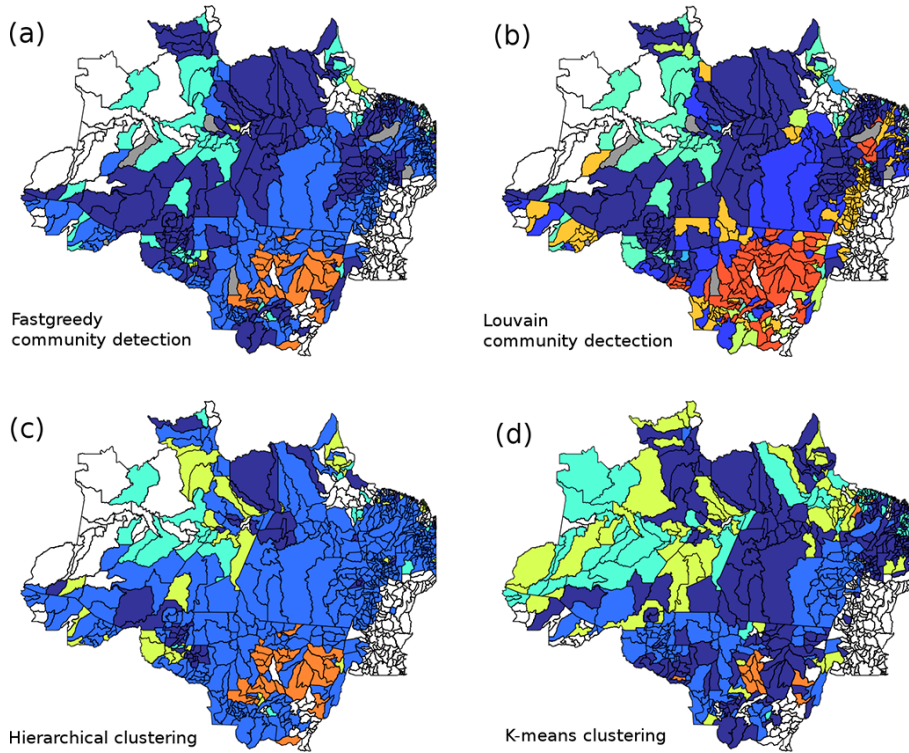 (a)
(b)
Fastgreedy
community detection
Louvain
community dectection
(c)
(d)
Hierarchical clustering
K-means clustering